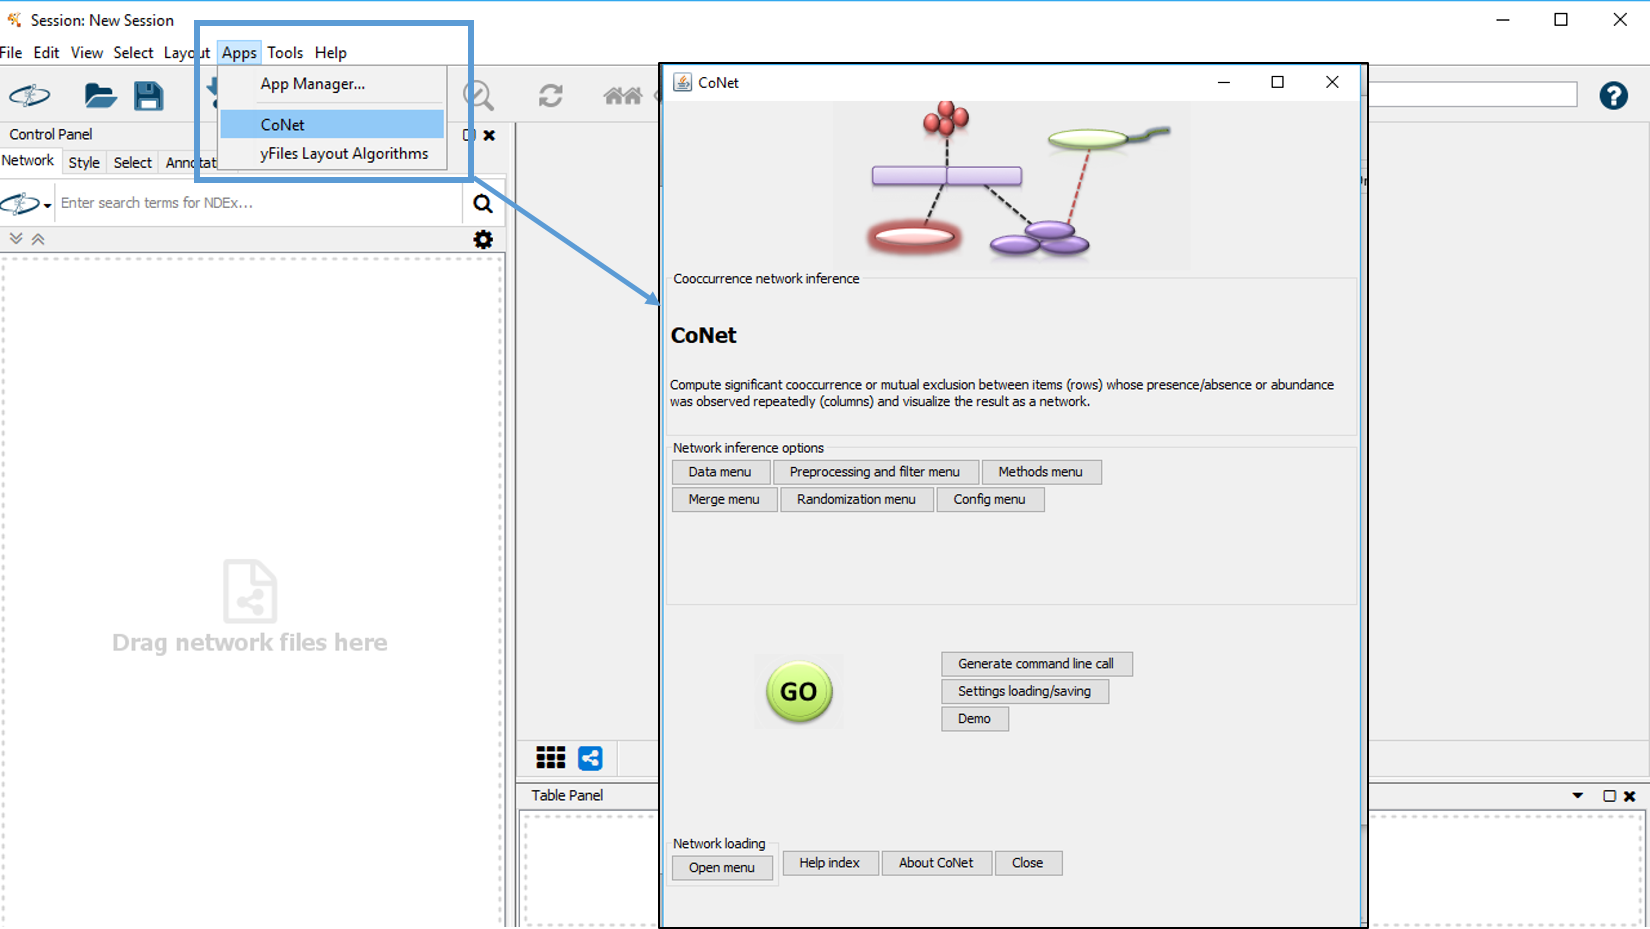 Session: New Session
File Edit View Select Layout Apps Tools Help
App Manager...
CoNet
yFiles Layout Algorithms
Control Panel
Network Style Select Annotat
Enter search terms for NDEx...
Drag network files here
Table Panel
CoNet
Cooccurrence network inference
CoNet
Compute significant cooccurrence or mutual exclusion between items (rows) whose presence/absence or abundance
was observed repeatedly (columns) and visualize the result as a network.
Network inference options
Data menu Preprocessing and filter menu Methods menu
Merge menu Randomization menu Config menu
GO
Generate command line call
Settings loading/saving
Demo
Network loading
Open menu Help index About CoNet Close